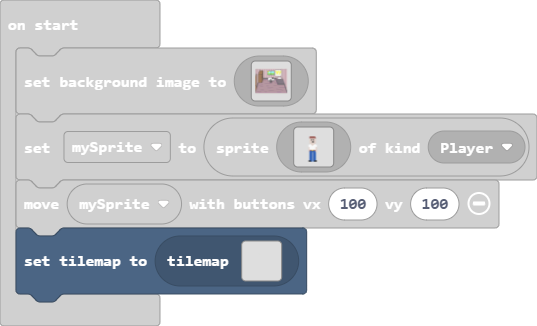 on start
set background image to
set mySprite to sprite of kind Player
move mySprite with buttons vx 100 vy 100
set tilemap to tilemap